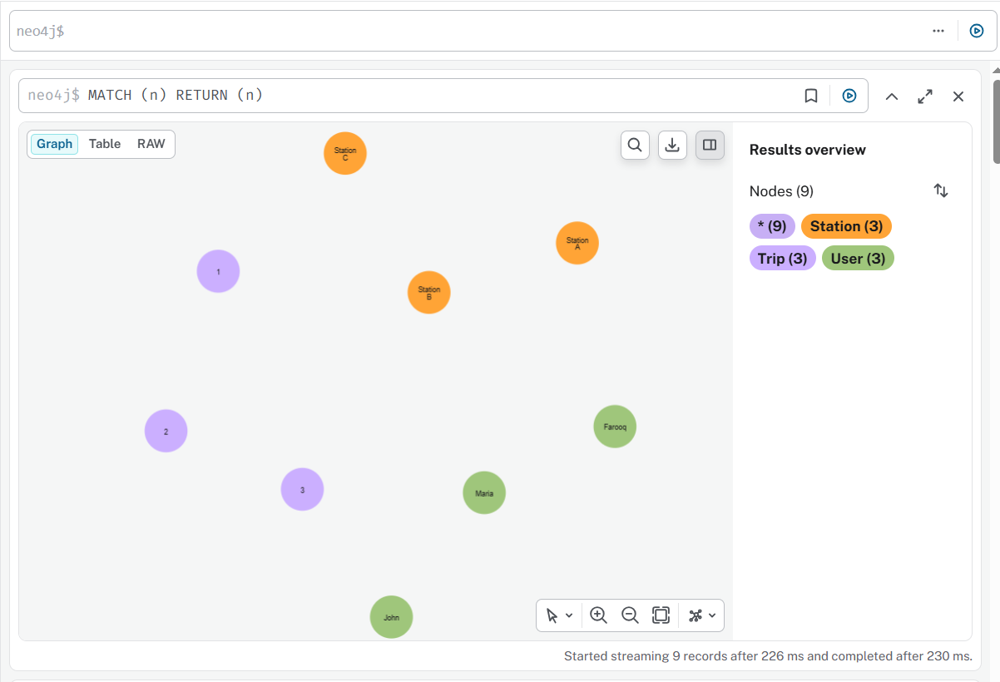 neo4j$
neo4j$ MATCH (n) RETURN (n)
Graph Table RAW
Results overview
Nodes (9)
* (9) Station (3)
Trip (3) User (3)
Station
C
Station
A
1
Station
B
2
Farooq
3
Maria
John
Started streaming 9 records after 226 ms and completed after 230 ms.